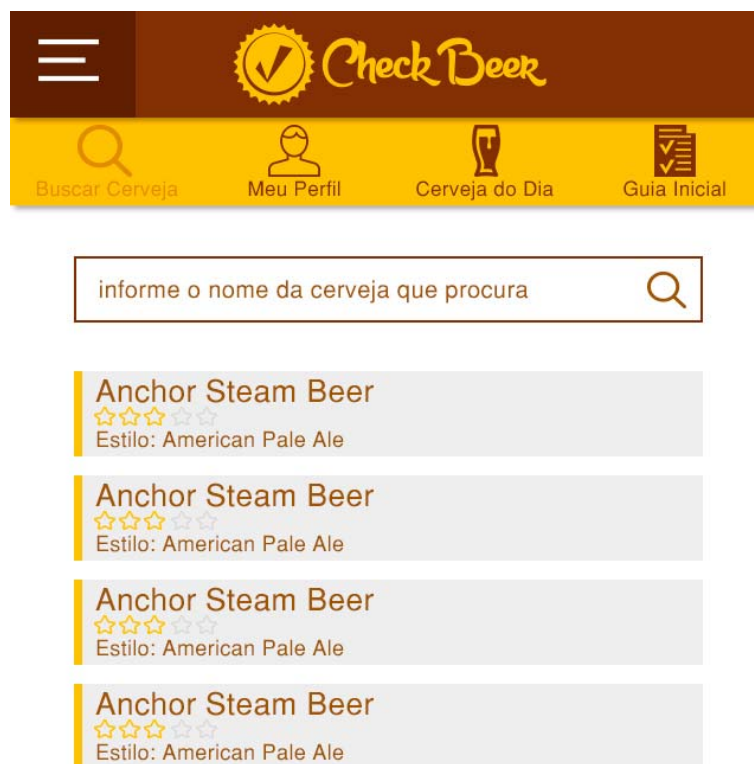 Check Beer
Buscar Cerveja
Meu Perfil
Cerveja do Dia
Guia Inicial
informe o nome da cerveja que procura
Anchor Steam Beer
Estilo: American Pale Ale
Anchor Steam Beer
Estilo: American Pale Ale
Anchor Steam Beer
Estilo: American Pale Ale
Anchor Steam Beer
Estilo: American Pale Ale